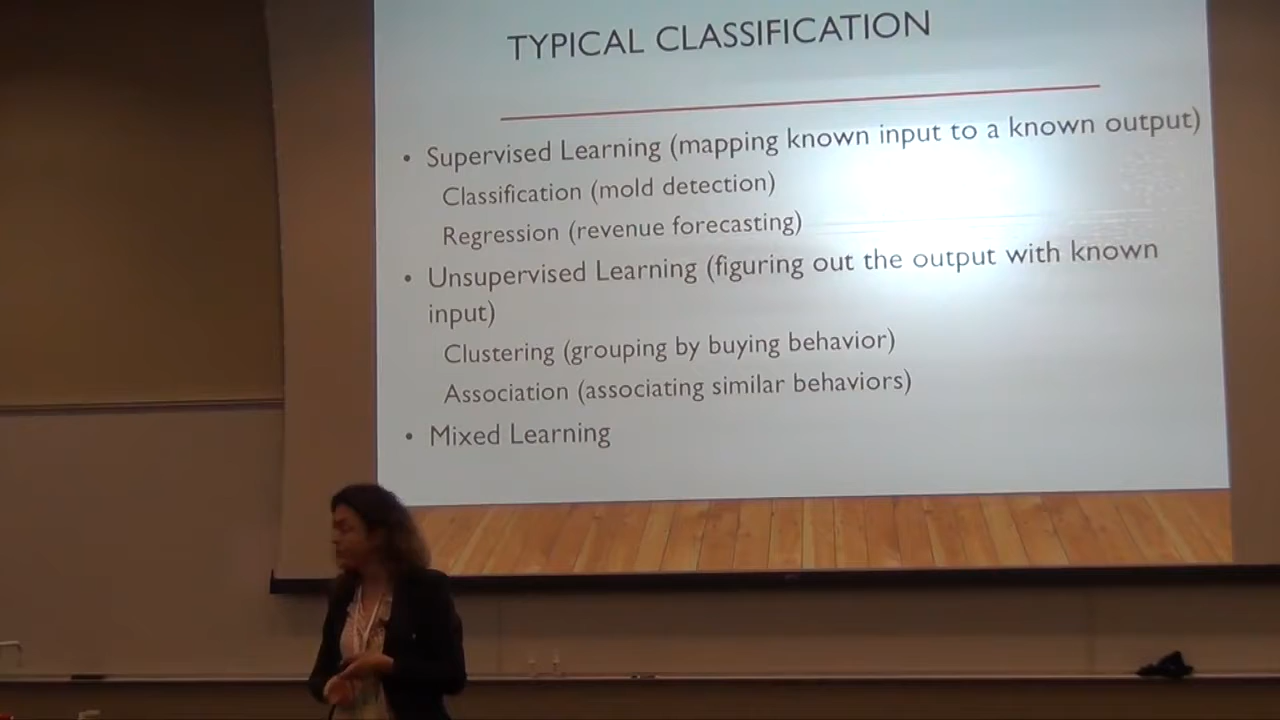 TYPICAL CLASSIFICATION
• Supervised Learning (mapping known input to a known output)
Classification (mold detection)
Regression (revenue forecasting)
• Unsupervised Learning (figuring out the output with known
input)
Clustering (grouping by buying behavior)
Association (associating similar behaviors)
• Mixed Learning